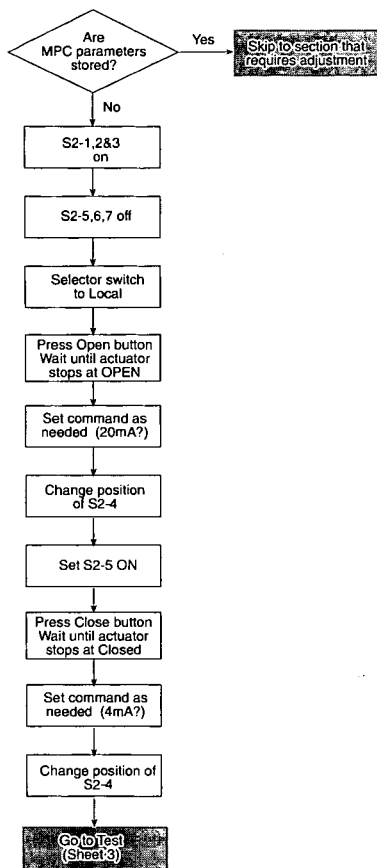 Are
MPC parameters
stored?
Yes
Skip to section that
requires adjustment
No
S2-1,2&3
on
S2-5,6,7 off
Selector switch
to Local
Press Open button
Wait until actuator
stops at OPEN
Set command as
needed (20mA?)
Change position
of S2-4
Set S2-5 ON
Press Close button
Wait until actuator
stops at Closed
Set command as
needed (4mA?)
Change position of
S2-4
Go to Test
(Sheet 3)